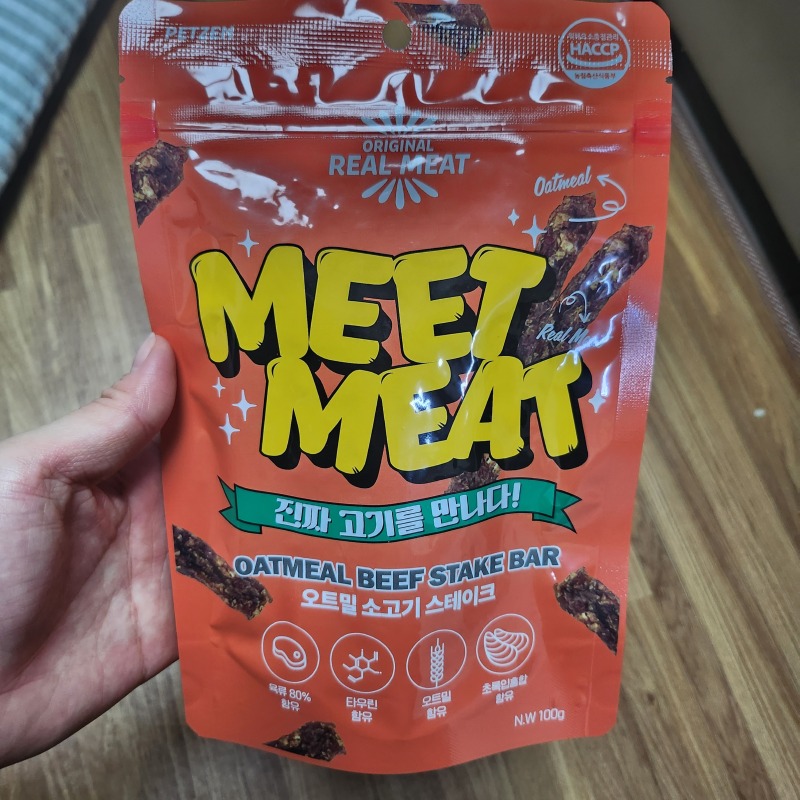 PETZEM
HACCP
ORIGINAL
REAL MEAT
Oatmeal
Real M
MEET
MEAT
진짜 고기를 만나다!
OATMEAL BEEF STAKE BAR
오트밀 소고기 스테이크
육류 80%
함유
타우린
함유
오트밀
함유
초록입홍합
함유
N.W 100g